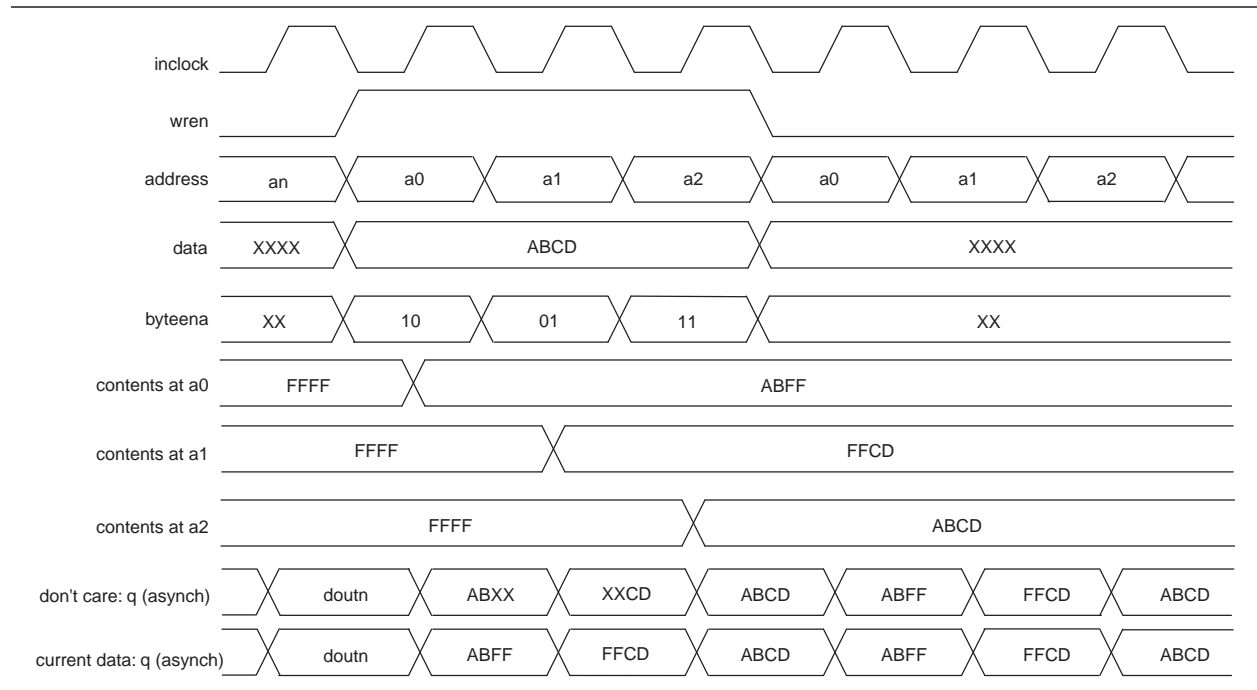 inclock
wren
address an a0 a1 a2 a0 a1 a2
data XXXX ABCD XXXX
byteena XX 10 01 11 XX
contents at a0 FFFF ABFF
contents at a1 FFFF FFCD
contents at a2 FFFF ABCD
don't care: q (asynch) doutn ABXX XXCD ABCD ABFF FFCD ABCD
current data: q (asynch) doutn ABFF FFCD ABCD ABFF FFCD ABCD